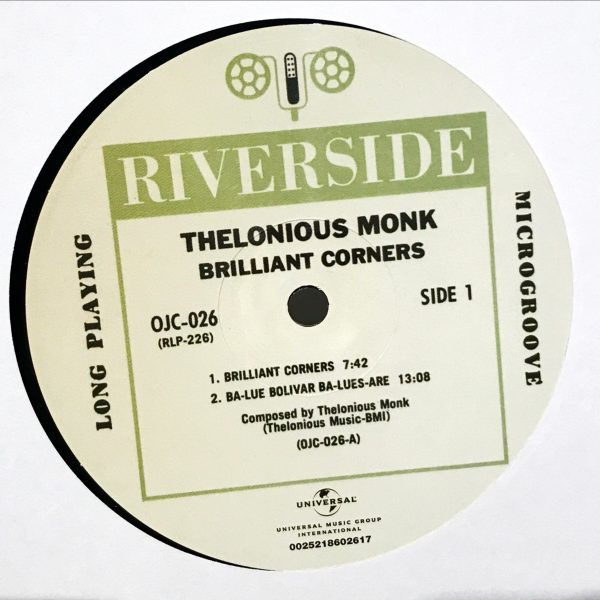 RIVERSIDE
THELONIOUS MONK
BRILLIANT CORNERS
OJC-026
(RLP-226)
SIDE 1
1. BRILLIANT CORNERS 7:42
2. BA-LUE BOLIVAR BA-LUES-ARE 13:08
Composed by Thelonious Monk
(Thelonious Music-BMI)
(OJC-026-A)
LONG PLAYING
MICROGROOVE
UNIVERSAL
UNIVERSAL MUSIC GROUP
INTERNATIONAL
0025218602617